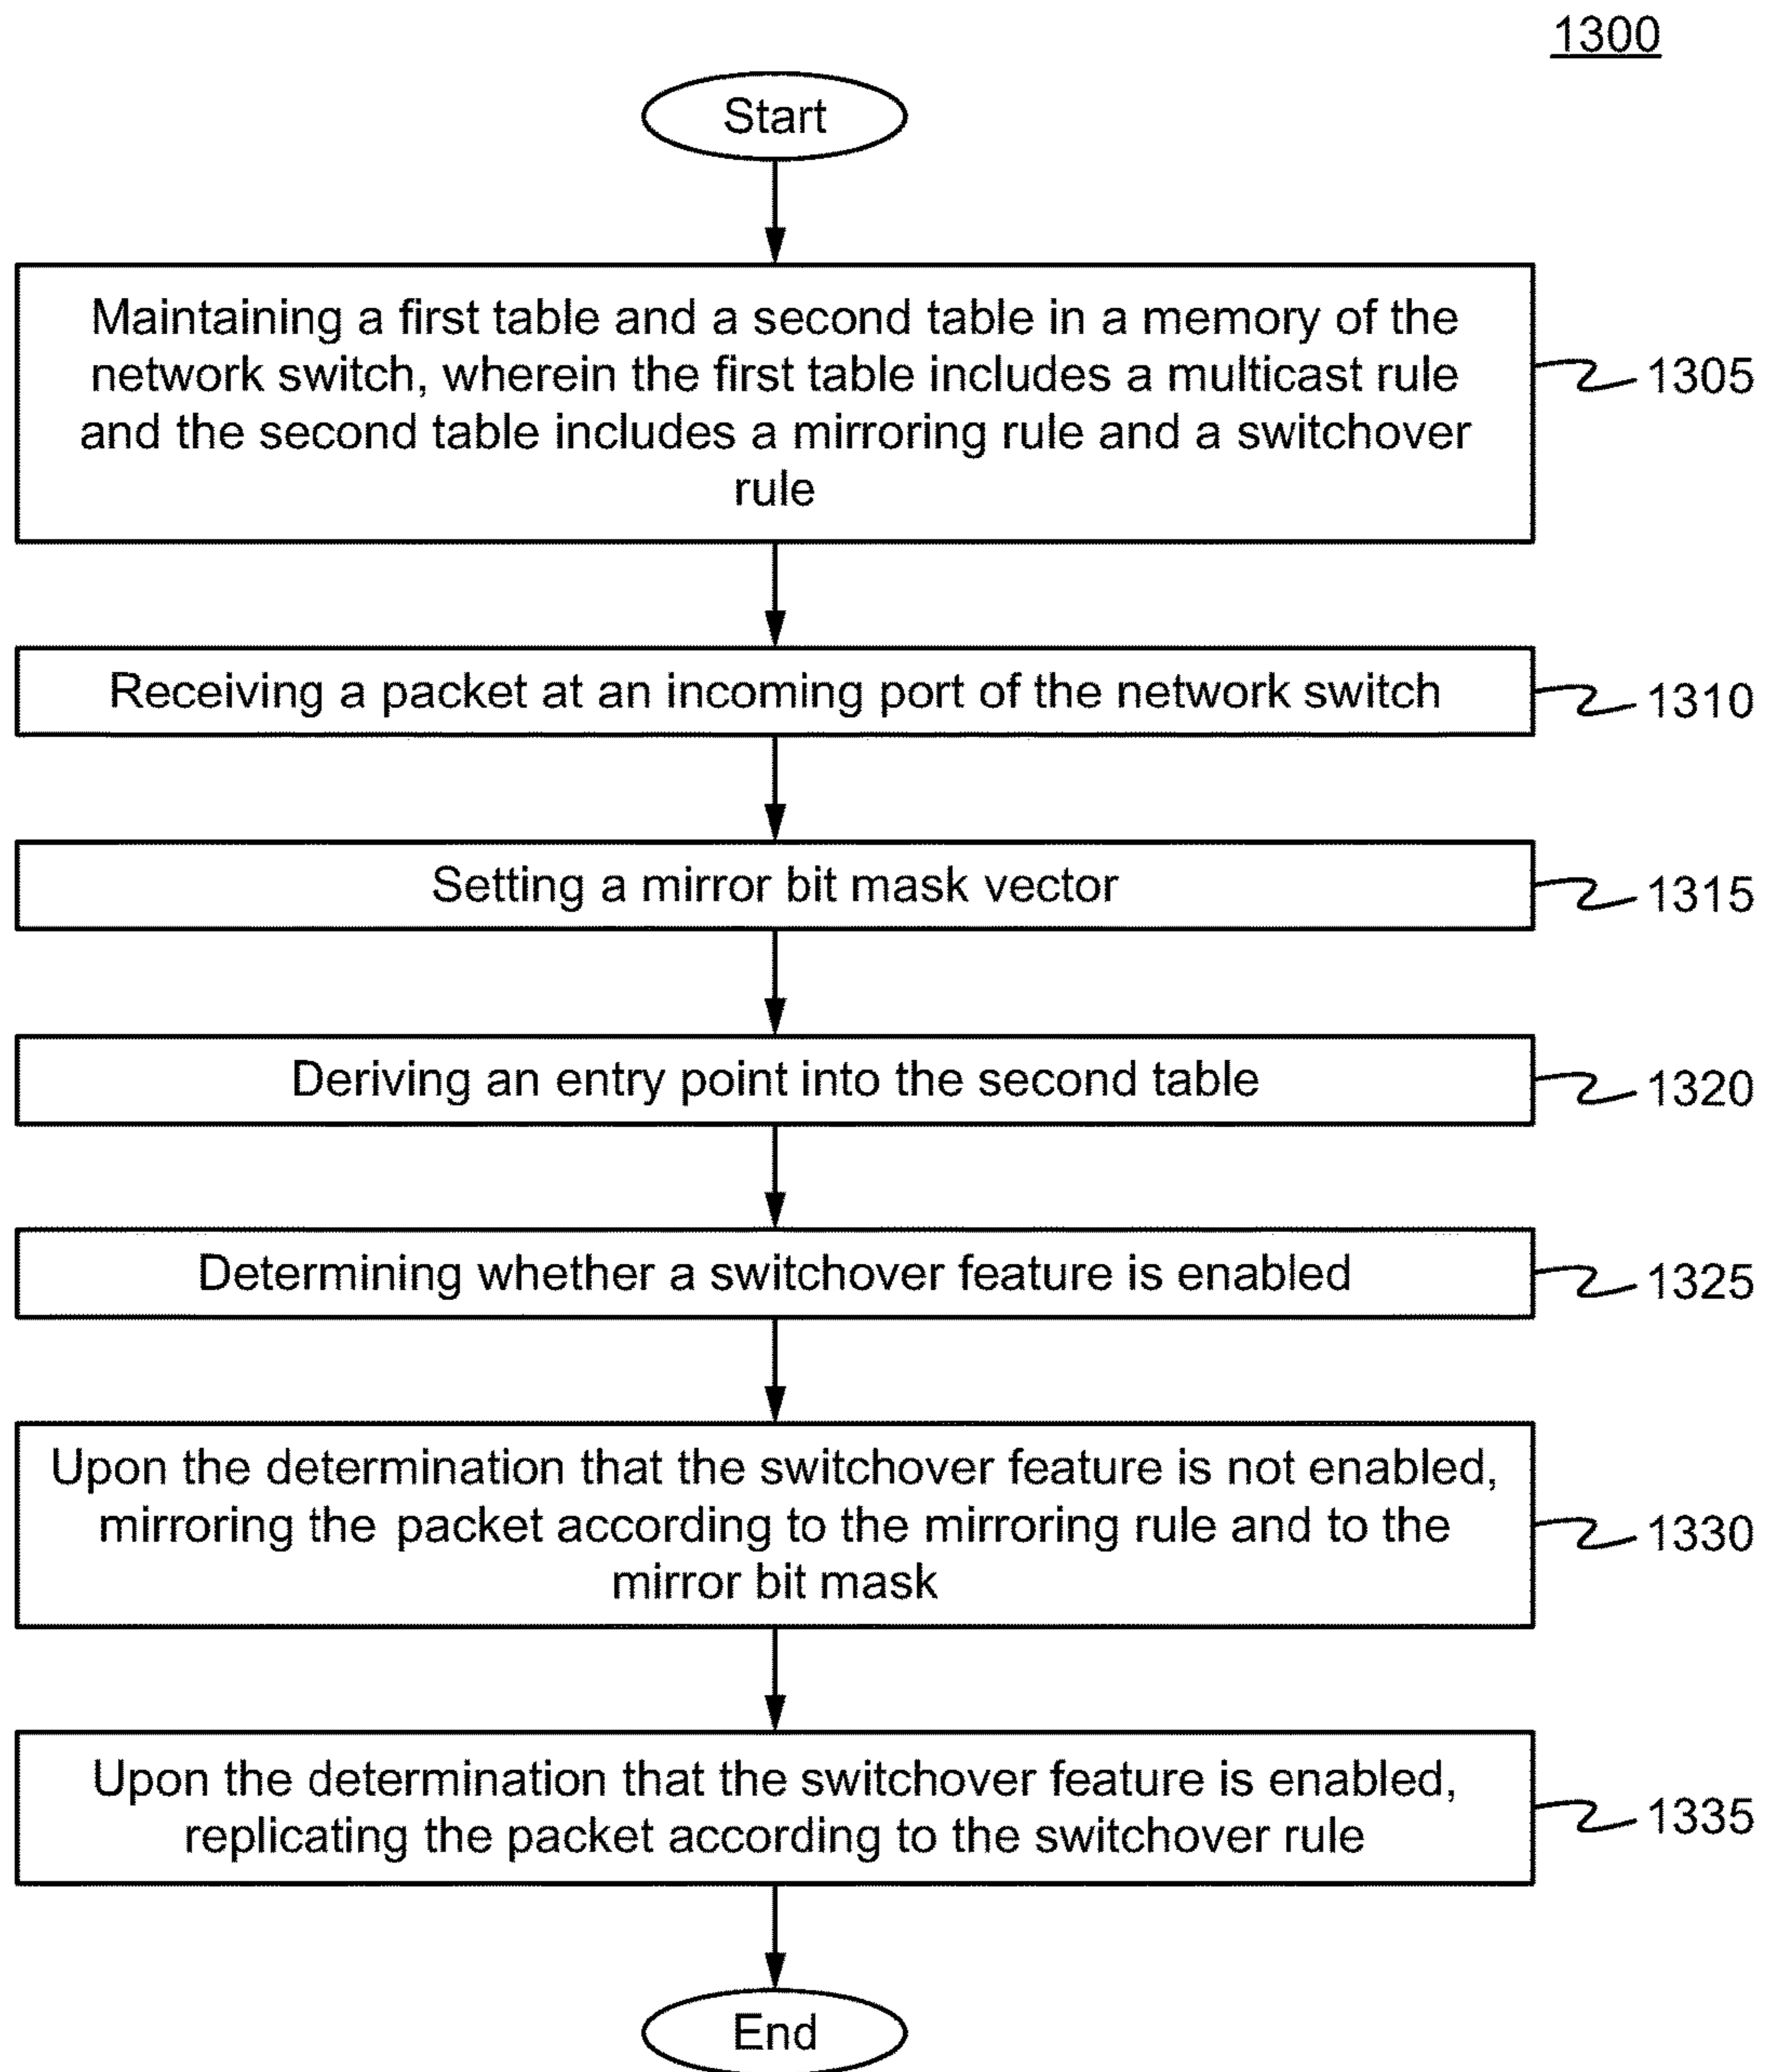 1300
Start
Maintaining a first table and a second table in a memory of the
network switch, wherein the first table includes a multicast rule
and the second table includes a mirroring rule and a switchover
rule
1305
Receiving a packet at an incoming port of the network switch
1310
Setting a mirror bit mask vector
1315
Deriving an entry point into the second table
1320
Determining whether a switchover feature is enabled
1325
Upon the determination that the switchover feature is not enabled,
mirroring the packet according to the mirroring rule and to the
mirror bit mask
1330
Upon the determination that the switchover feature is enabled,
replicating the packet according to the switchover rule
1335
End